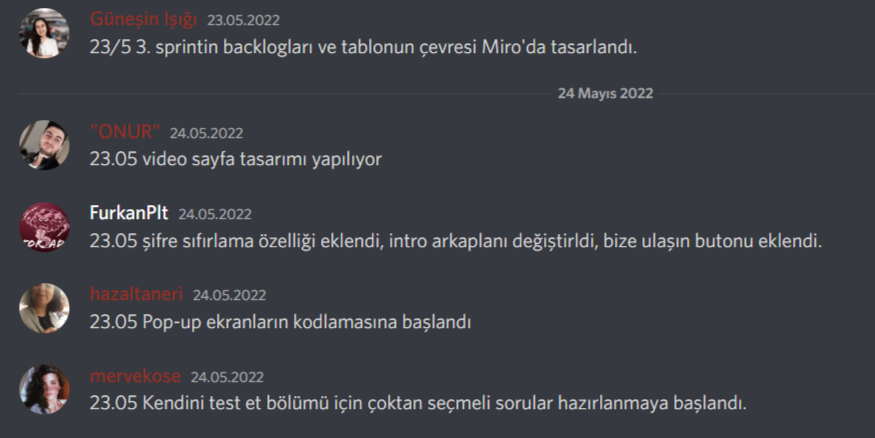 Güneşin Işığı 23.05.2022
23/5 3. sprintin backlogları ve tablonun çevresi Miro'da tasarlandı.
24 Mayıs 2022
"ONUR" 24.05.2022
23.05 video sayfa tasarımı yapılıyor
FurkanPlt 24.05.2022
23.05 şifre sıfırlama özelliği eklendi, intro arkaplanı değiştirldi, bize ulaşın butonu eklendi.
hazaltaneri 24.05.2022
23.05 Pop-up ekranların kodlamasına başlandı
mervekose 24.05.2022
23.05 Kendini test et bölümü için çoktan seçmeli sorular hazırlanmaya başlandı.